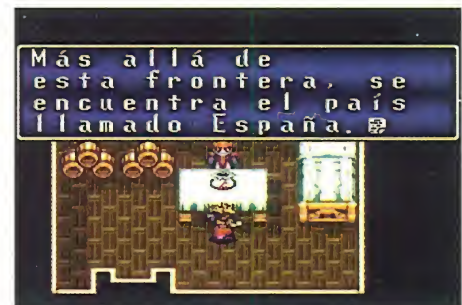 Más allá de
esta frontera, se
encuentra el país
llamado España.